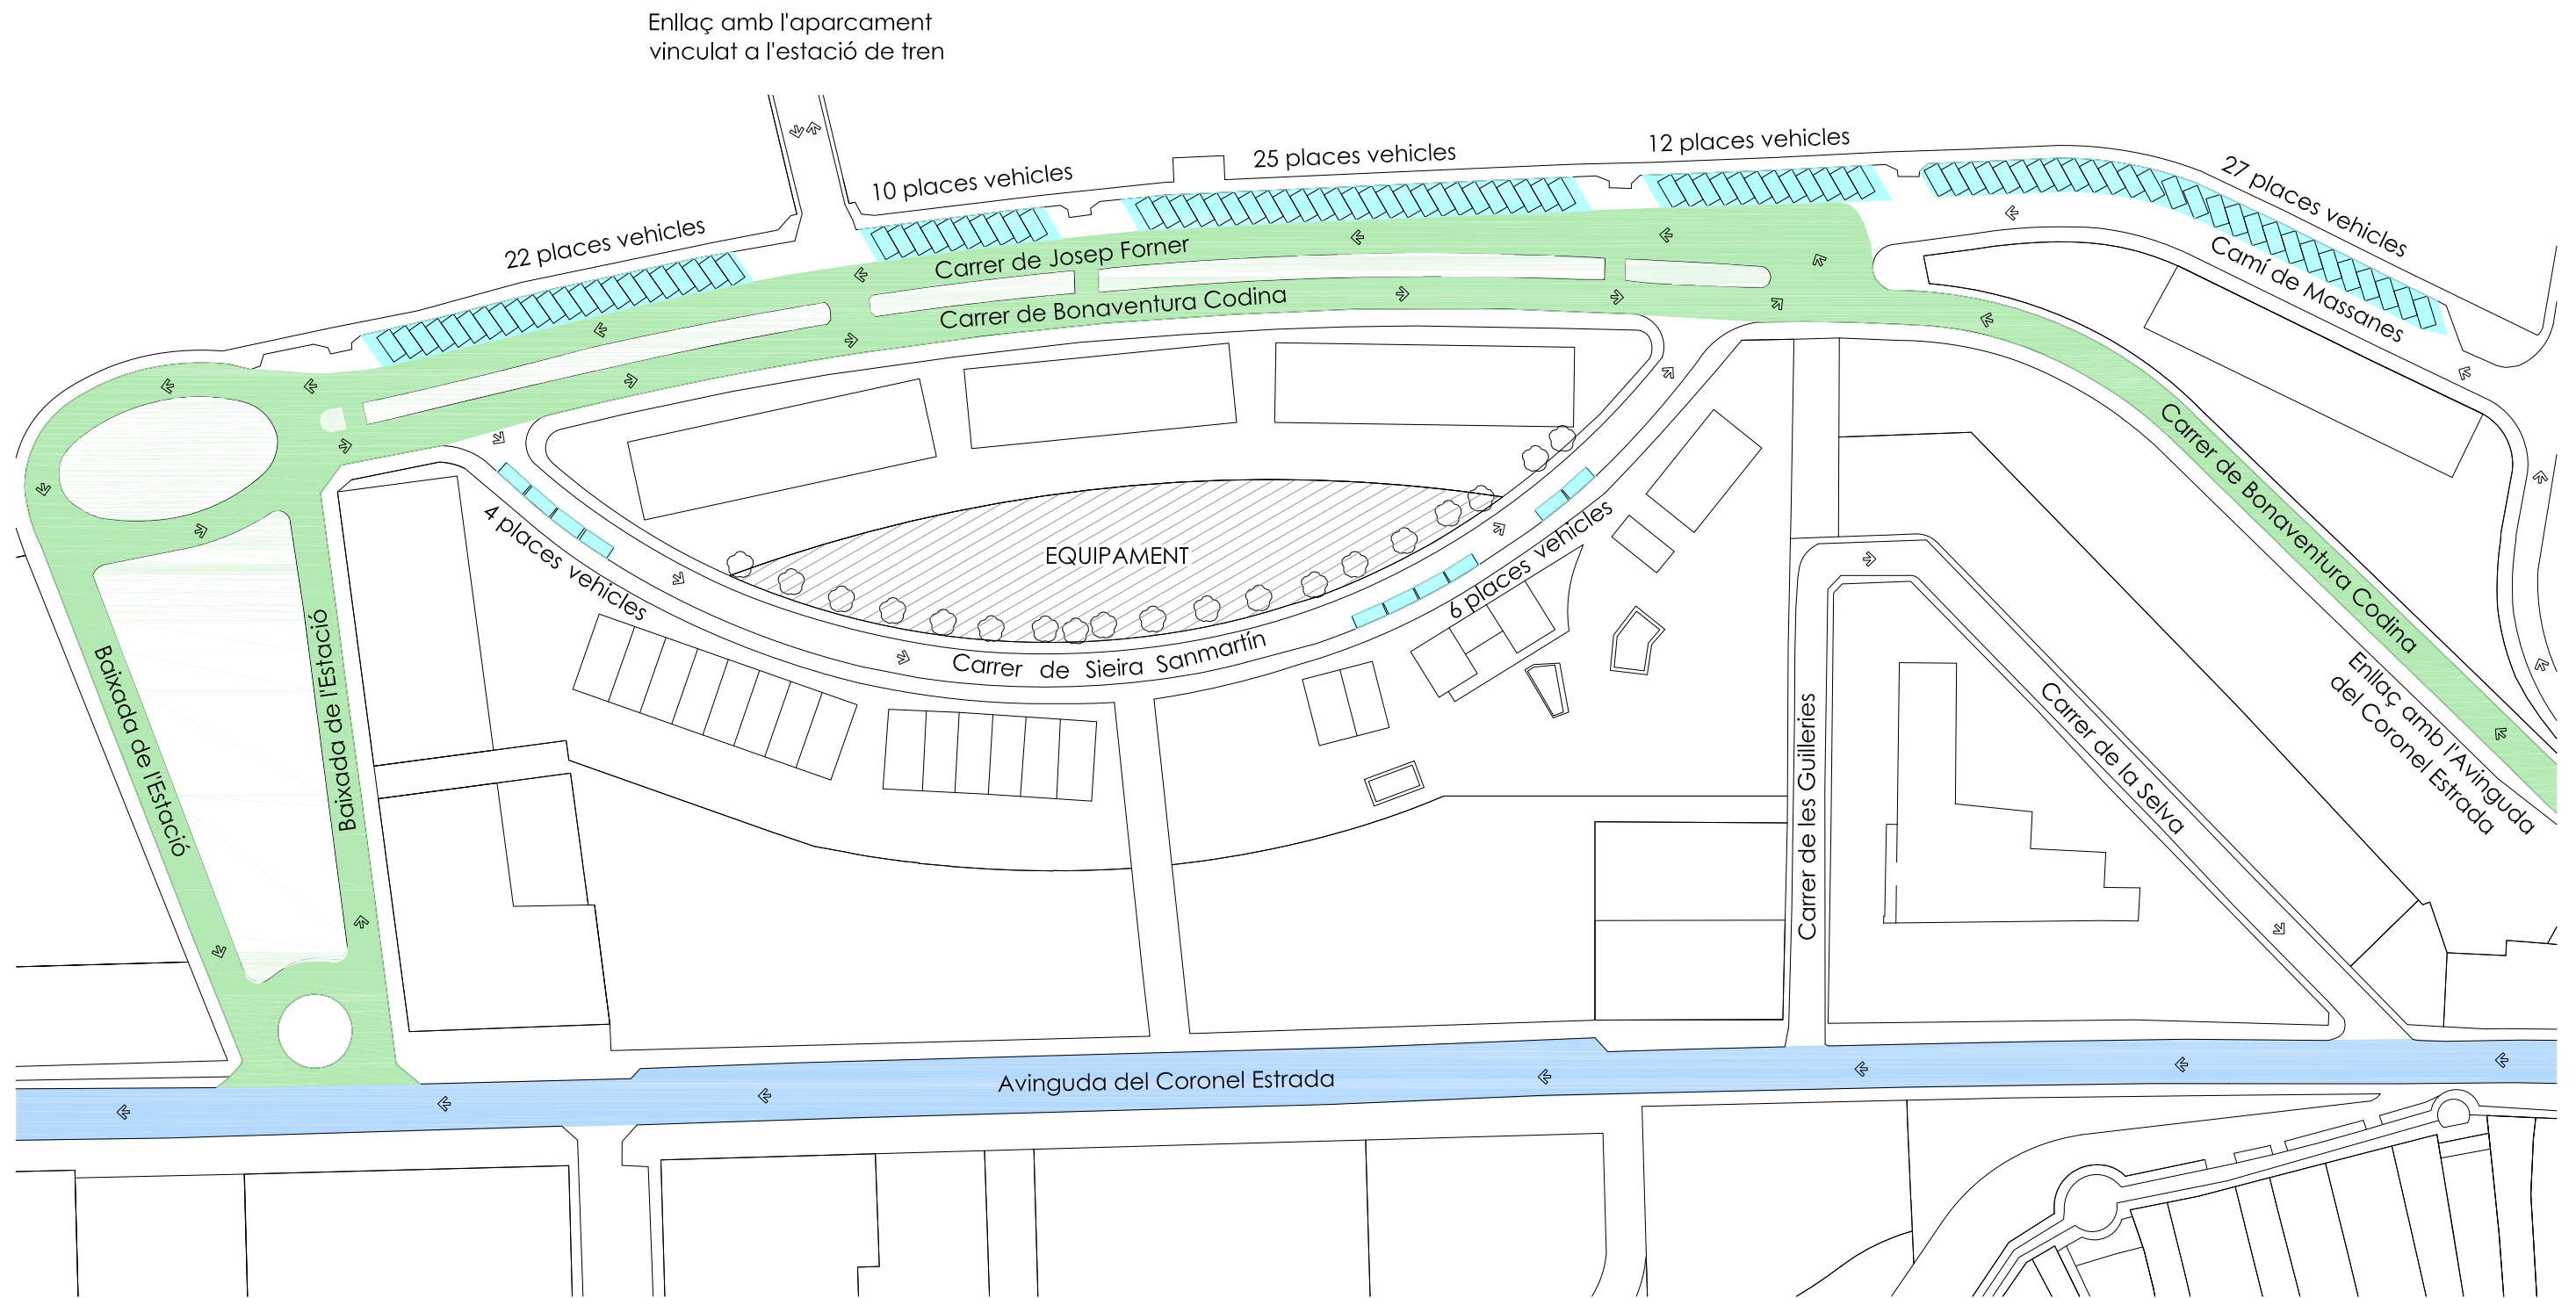 Enllaç amb l'aparcament
vinculat a l'estació de tren
12 places vehicles
25 places vehicles
10 places vehicles
27 places vehicles
22 places vehicles
Carrer de Josep Forner
Camí de Massanes
Carrer de Bonaventura Codina
Carrer de Bonaventura Codina
4 places vehicles
EQUIPAMENT
6 places vehicles
Carrer de Sieira Sanmartín
Baixada de l'Estació
Baixada de l'Estació
Carrer de les Guilleries
Carrer de la Selva
Enllaç amb l'Avinguda
del Coronel Estrada
Avinguda del Coronel Estrada